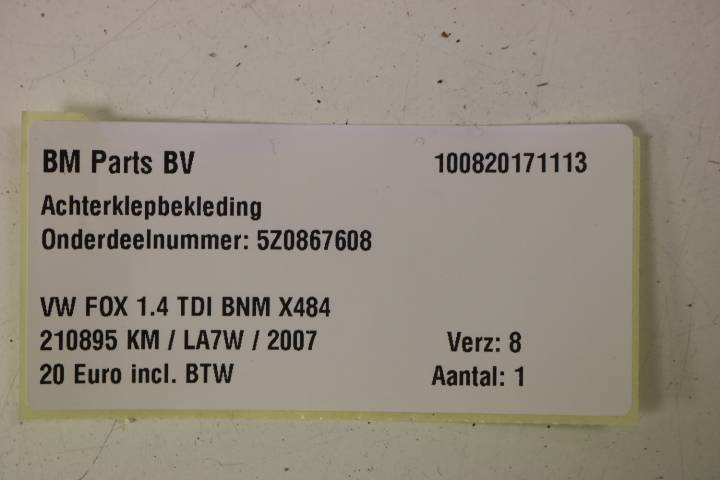 BM Parts BV 100820171113
Achterklepbekleding
Onderdeelnummer: 5Z0867608
VW FOX 1.4 TDI BNM X484
210895 KM / LA7W / 2007 Verz: 8
20 Euro incl. BTW Aantal: 1